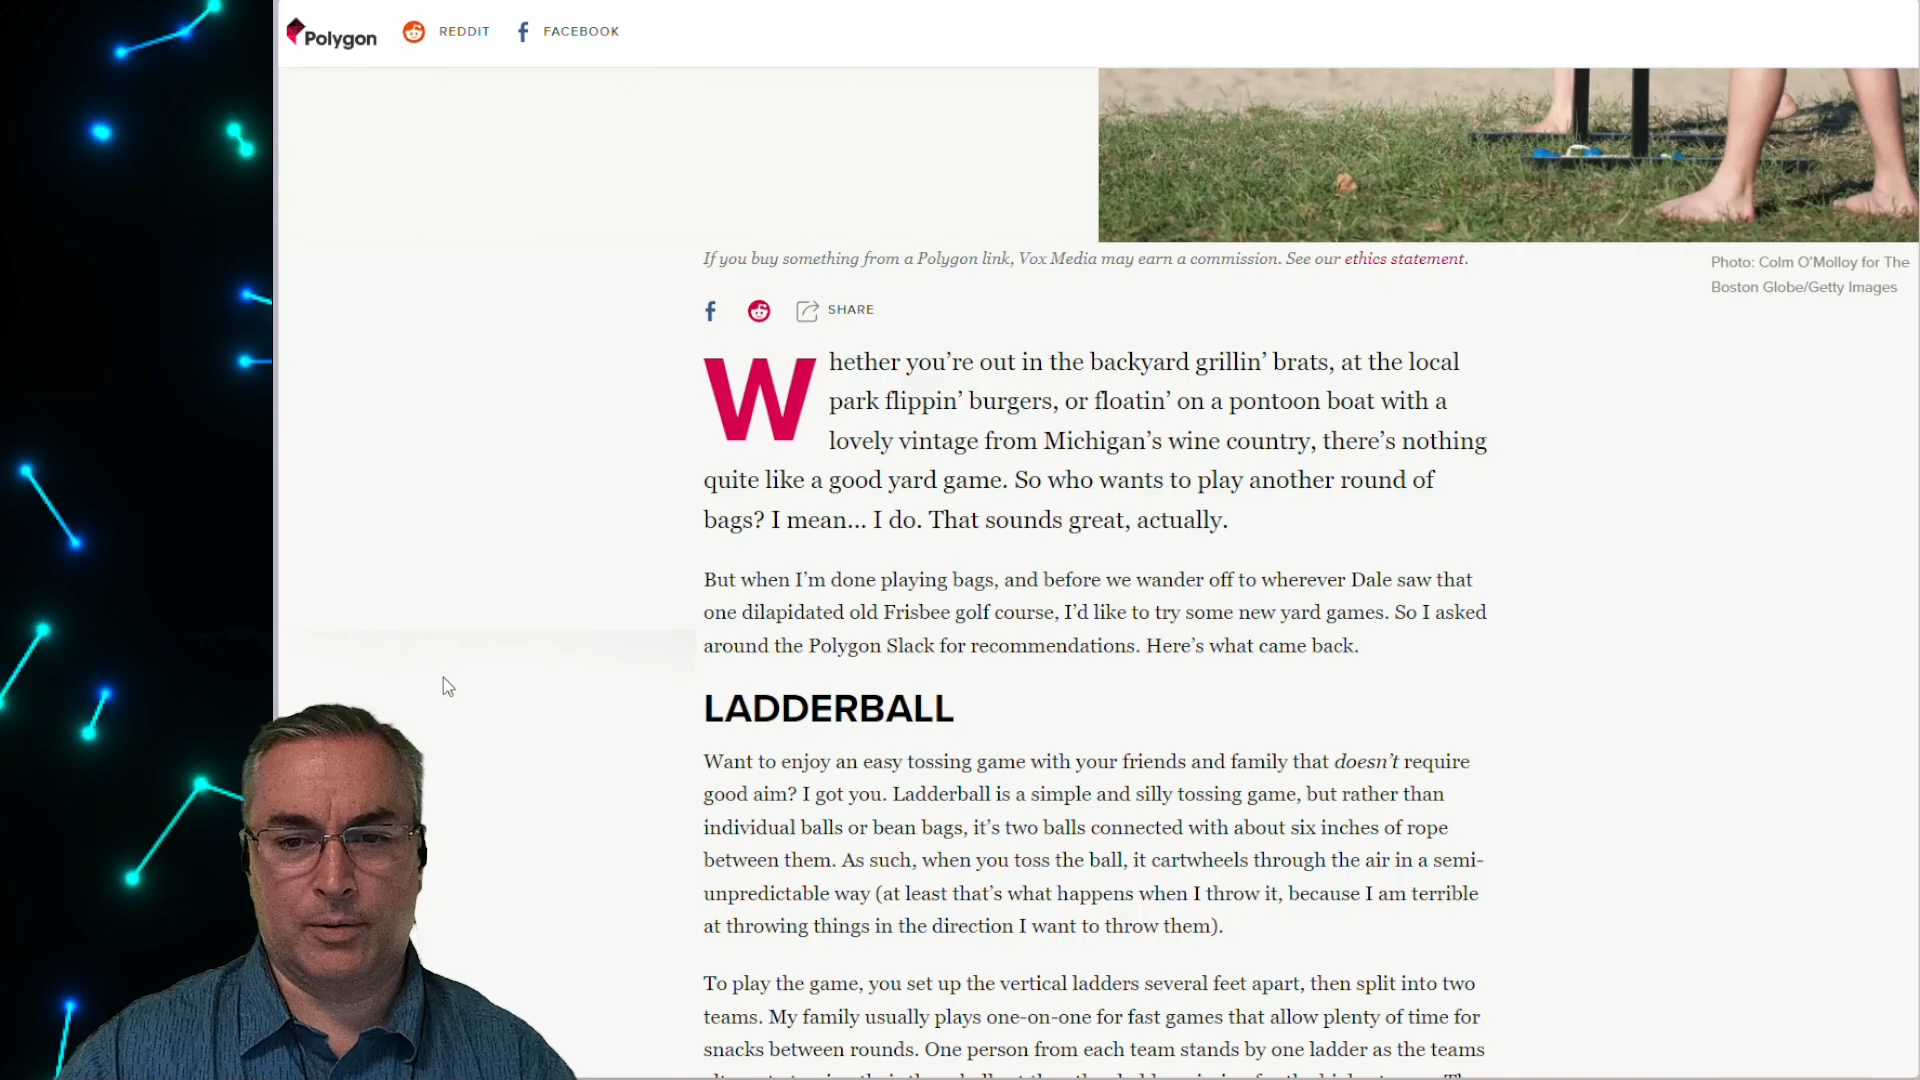 Polygon
REDDIT
FACEBOOK
If you buy something from a Polygon link, Vox Media may earn a commission. See our ethics statement.
Photo: Colm O'Molloy for The
Boston Globe/Getty Images
SHARE
Whether you’re out in the backyard grillin’ brats, at the local
park flippin’ burgers, or floatin’ on a pontoon boat with a
lovely vintage from Michigan’s wine country, there’s nothing
quite like a good yard game. So who wants to play another round of
bags? I mean... I do. That sounds great, actually.
But when I’m done playing bags, and before we wander off to wherever Dale saw that
one dilapidated old Frisbee golf course, I’d like to try some new yard games. So I asked
around the Polygon Slack for recommendations. Here’s what came back.
LADDERBALL
Want to enjoy an easy tossing game with your friends and family that doesn’t require
good aim? I got you. Ladderball is a simple and silly tossing game, but rather than
individual balls or bean bags, it’s two balls connected with about six inches of rope
between them. As such, when you toss the ball, it cartwheels through the air in a semi-
unpredictable way (at least that’s what happens when I throw it, because I am terrible
at throwing things in the direction I want to throw them).
To play the game, you set up the vertical ladders several feet apart, then split into two
teams. My family usually plays one-on-one for fast games that allow plenty of time for
snacks between rounds. One person from each team stands by one ladder as the teams